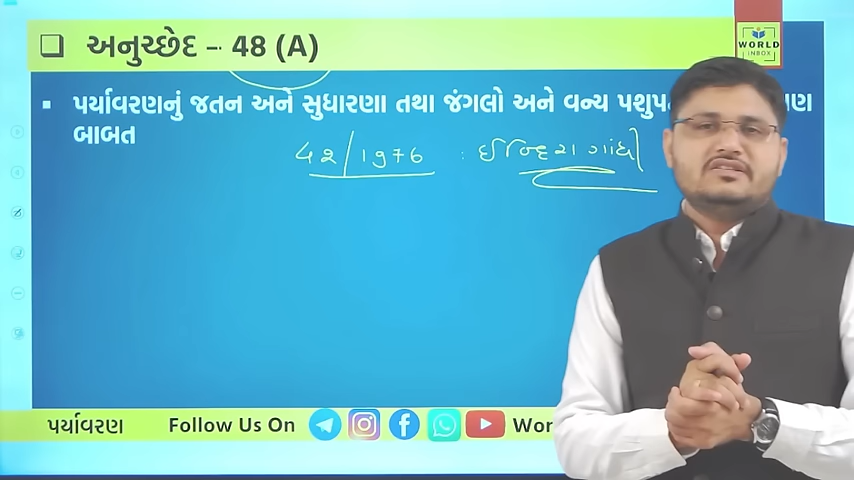 ❑ અનુચ્છેદ – 48 (A)
WORLD
INBOX
▪ પર્યાવરણનું જતન અને સુધારણા તથા જંગલો અને વન્ય
બાબત
42/1976 : ઈન્દિરા ગાંધી
પર્યાવરણ Follow Us On